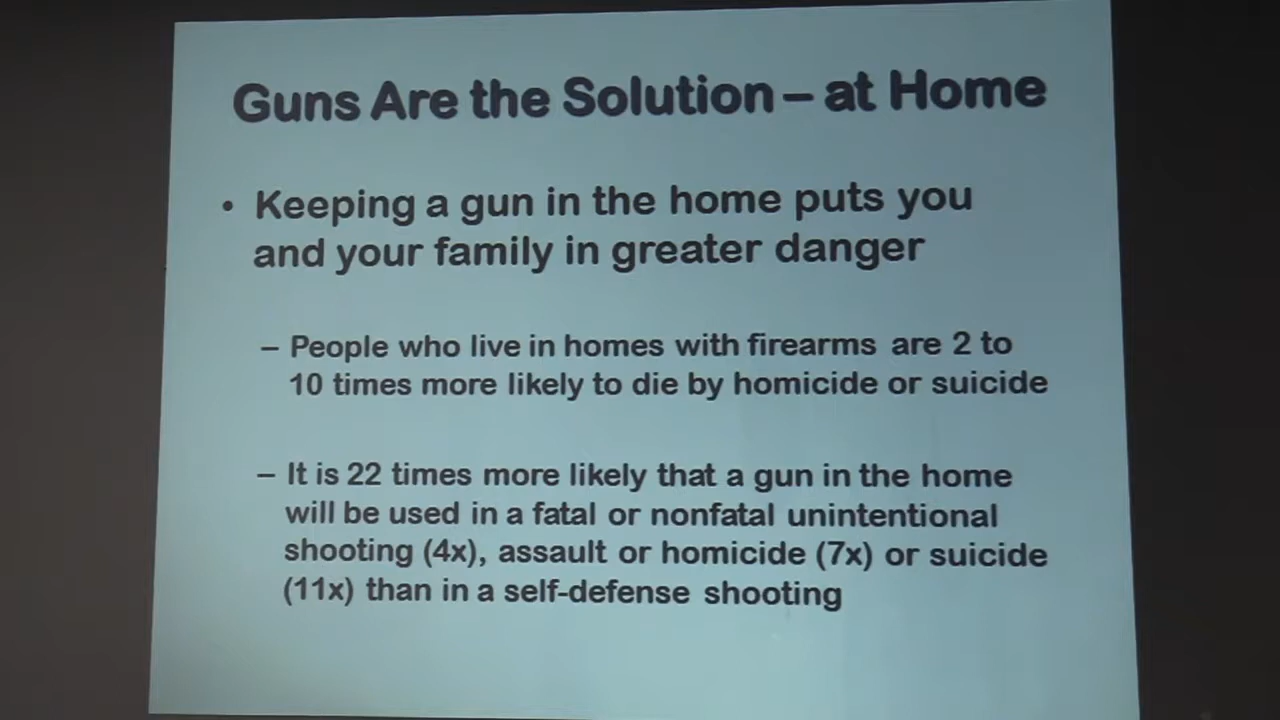 Guns Are the Solution – at Home
• Keeping a gun in the home puts you
and your family in greater danger
– People who live in homes with firearms are 2 to
10 times more likely to die by homicide or suicide
– It is 22 times more likely that a gun in the home
will be used in a fatal or nonfatal unintentional
shooting (4x), assault or homicide (7x) or suicide
(11x) than in a self-defense shooting